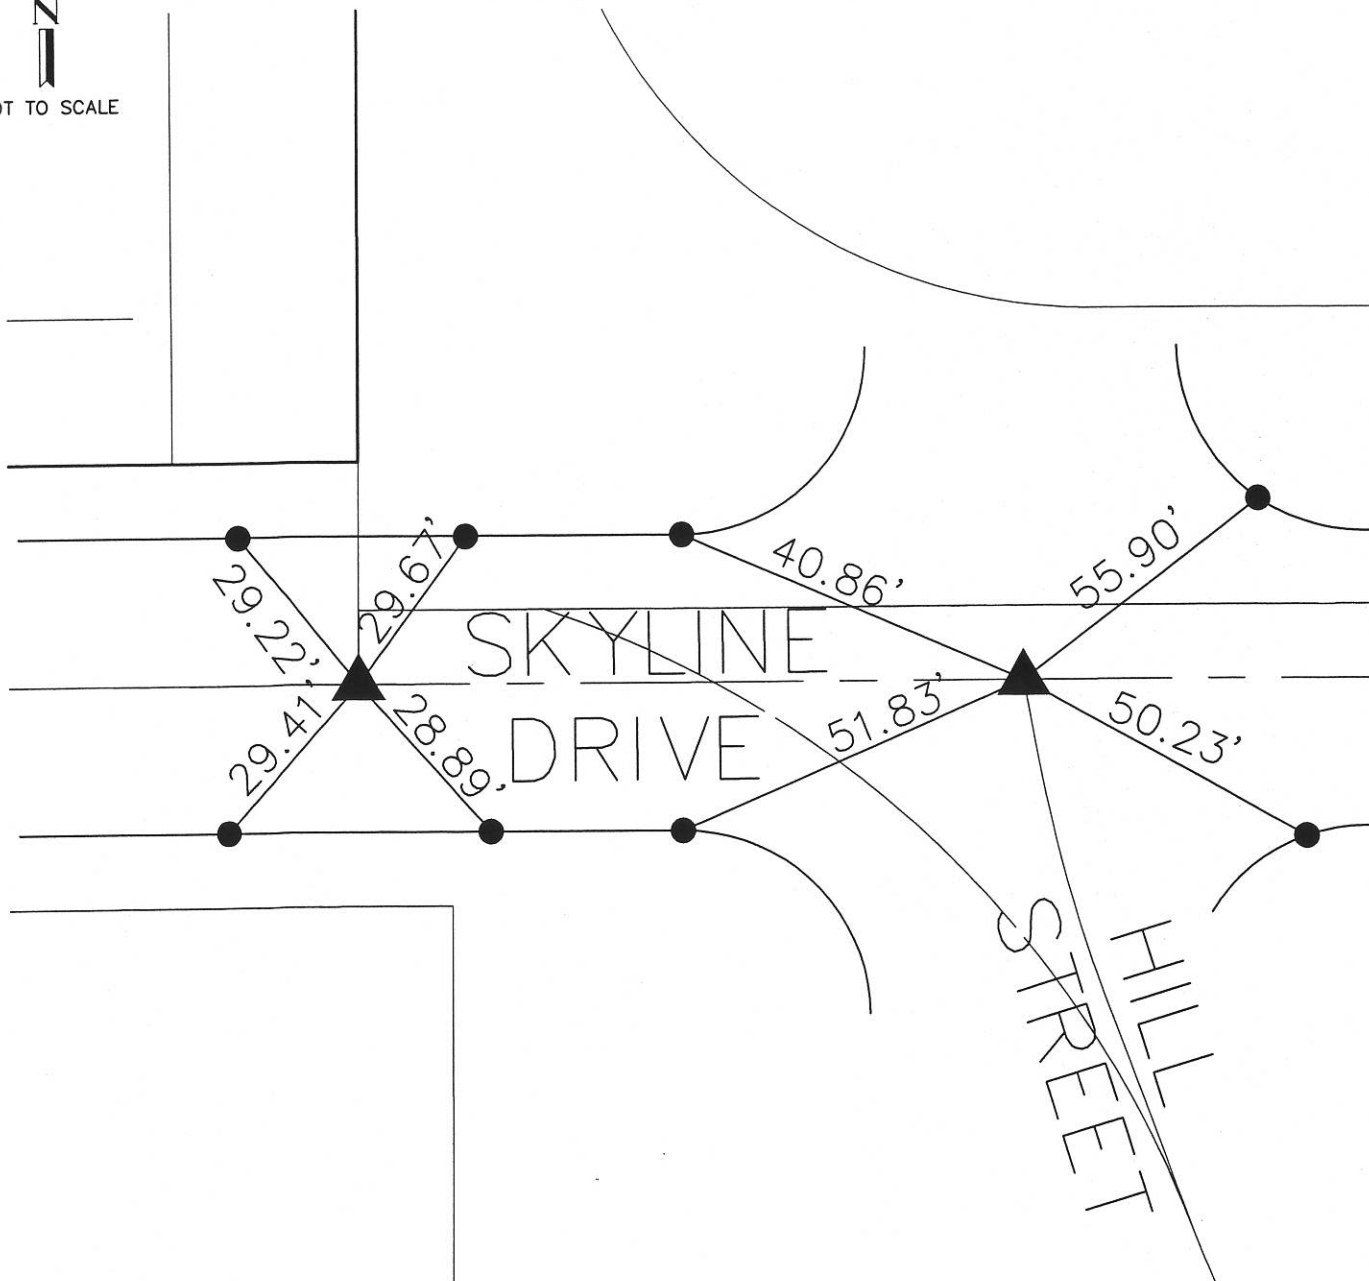 N
OT TO SCALE
29.22'
29.67'
29.41'
28.89'
40.86'
55.90'
51.83'
50.23'
SKYLINE
DRIVE
HILL
STREET